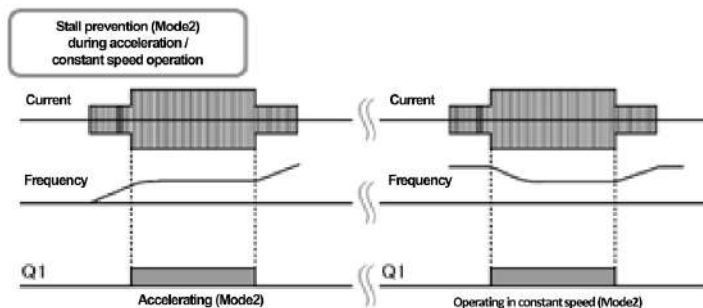 Stall prevention (Mode2)
during acceleration /
constant speed operation
Current
Current
Frequency
Frequency
Q1
Q1
Accelerating (Mode2)
Operating in constant speed (Mode2)